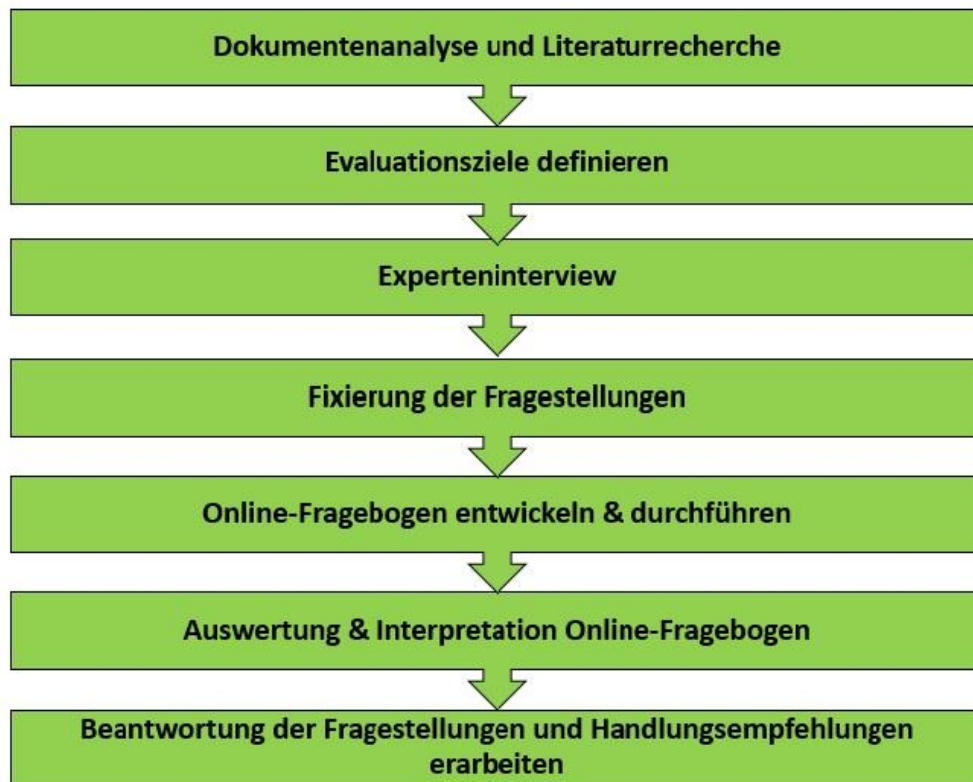 Dokumentenanalyse und Literaturrecherche
Evaluationsziele definieren
Experteninterview
Fixierung der Fragestellungen
Online-Fragebogen entwickeln & durchführen
Auswertung & Interpretation Online-Fragebogen
Beantwortung der Fragestellungen und Handlungsempfehlungen
erarbeiten